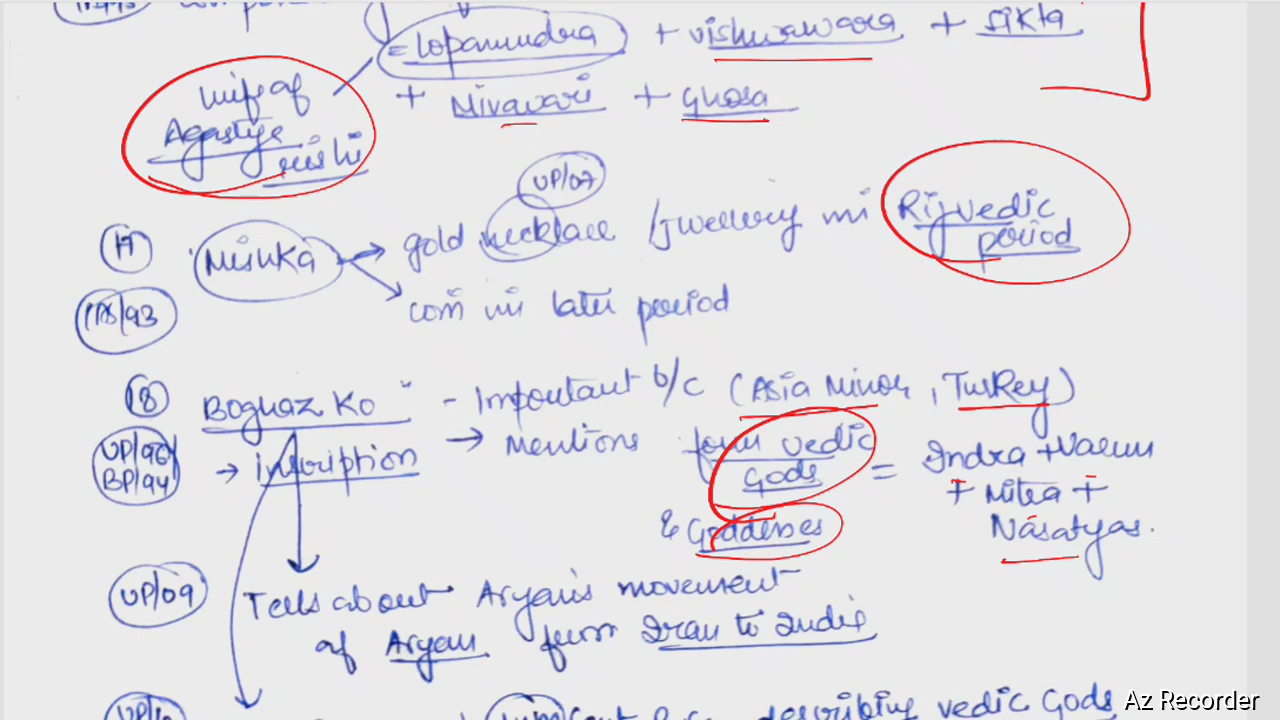 = Lopamudra + vishwawara + Sikta
wife of Agastya rishi
+ Nivavari + Ghosa
UP/07
17 Nishka → gold necklace / jwellery in Rigvedic period
IAS/93 → coin in later period
18 Boghaz Ko" - Important b/c (Asia Minor, Turkey)
UP/90/ BP/94 → inscription → Mentions four vedic Gods & Goddesses = Indra + Varun + Mitra + Nasatyas.
UP/09 Tells about Aryan's movement
of Aryan from Iran to India
describing vedic Gods
Az Recorder